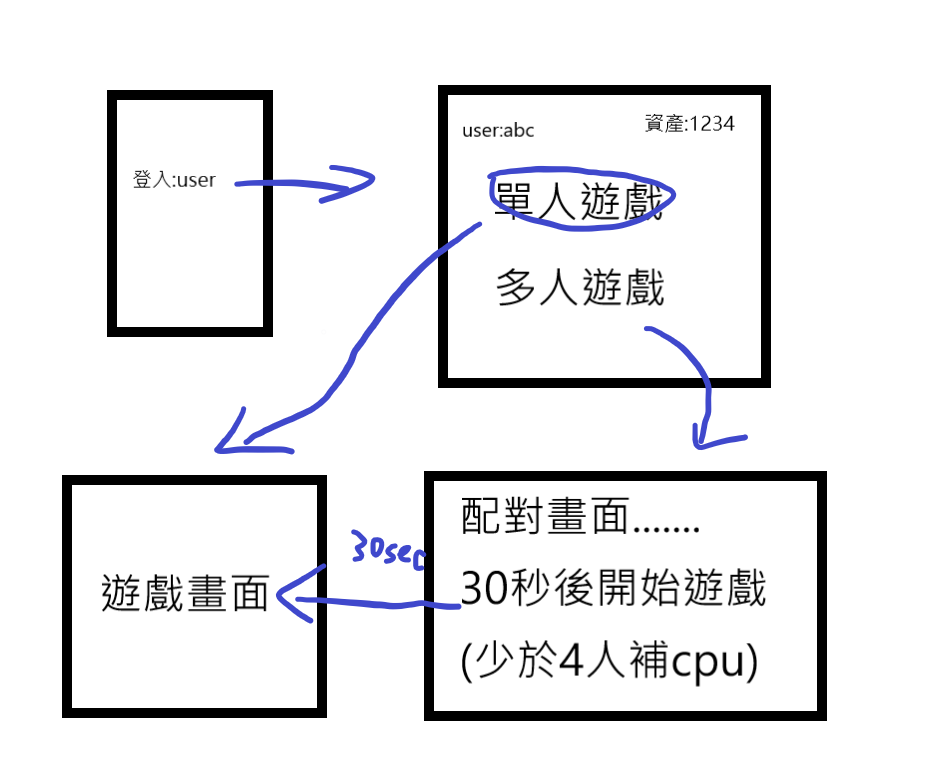 登入:user
user:abc
資產:1234
單人遊戲
多人遊戲
遊戲畫面
30sec
配對畫面.......
30秒後開始遊戲
(少於4人補cpu)